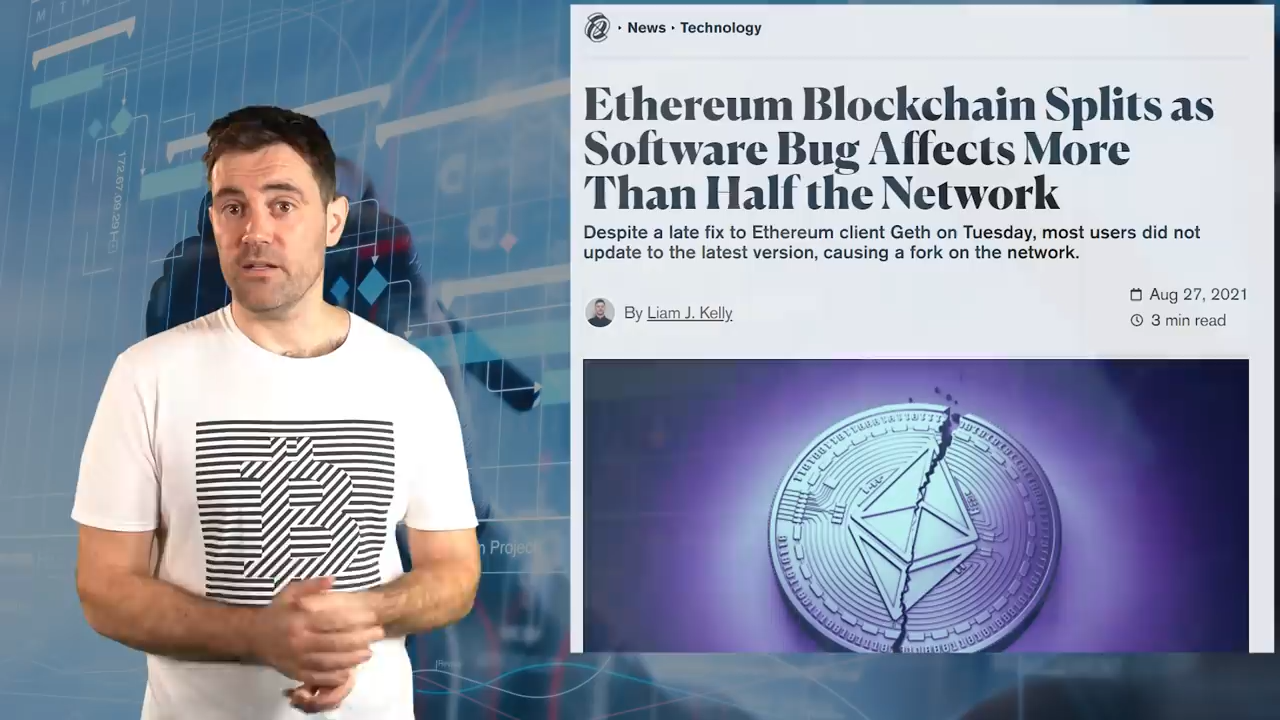 · News · Technology
Ethereum Blockchain Splits as
Software Bug Affects More
Than Half the Network
Despite a late fix to Ethereum client Geth on Tuesday, most users did not
update to the latest version, causing a fork on the network.
By Liam J. Kelly
Aug 27, 2021
3 min read
M T
n Project